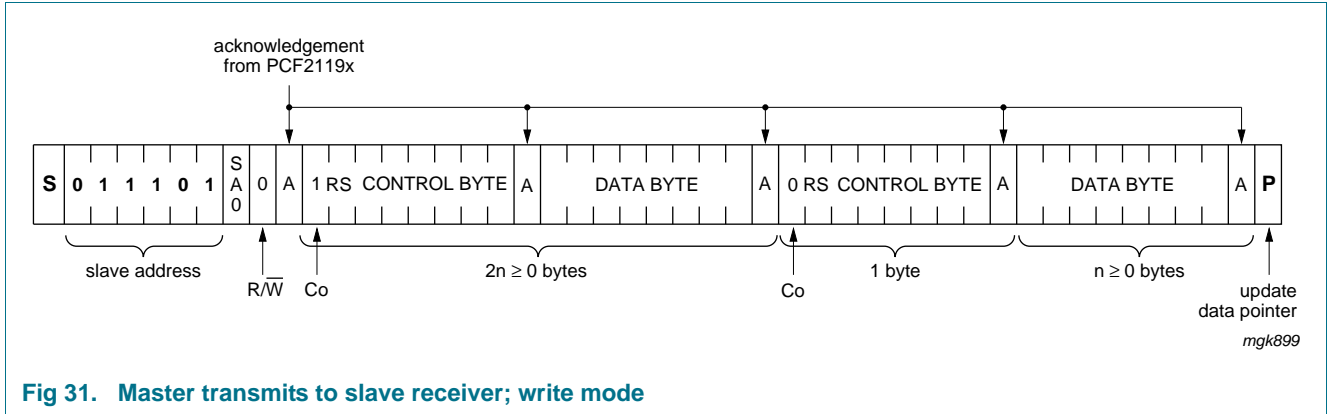 acknowledgement
from PCF2119x
S 0 1 1 1 0 1 SA0 0 A 1 RS CONTROL BYTE A DATA BYTE A 0 RS CONTROL BYTE A DATA BYTE A P
slave address
R/W̅
Co
2n ≥ 0 bytes
Co
1 byte
n ≥ 0 bytes
update
data pointer
mgk899
Fig 31. Master transmits to slave receiver; write mode